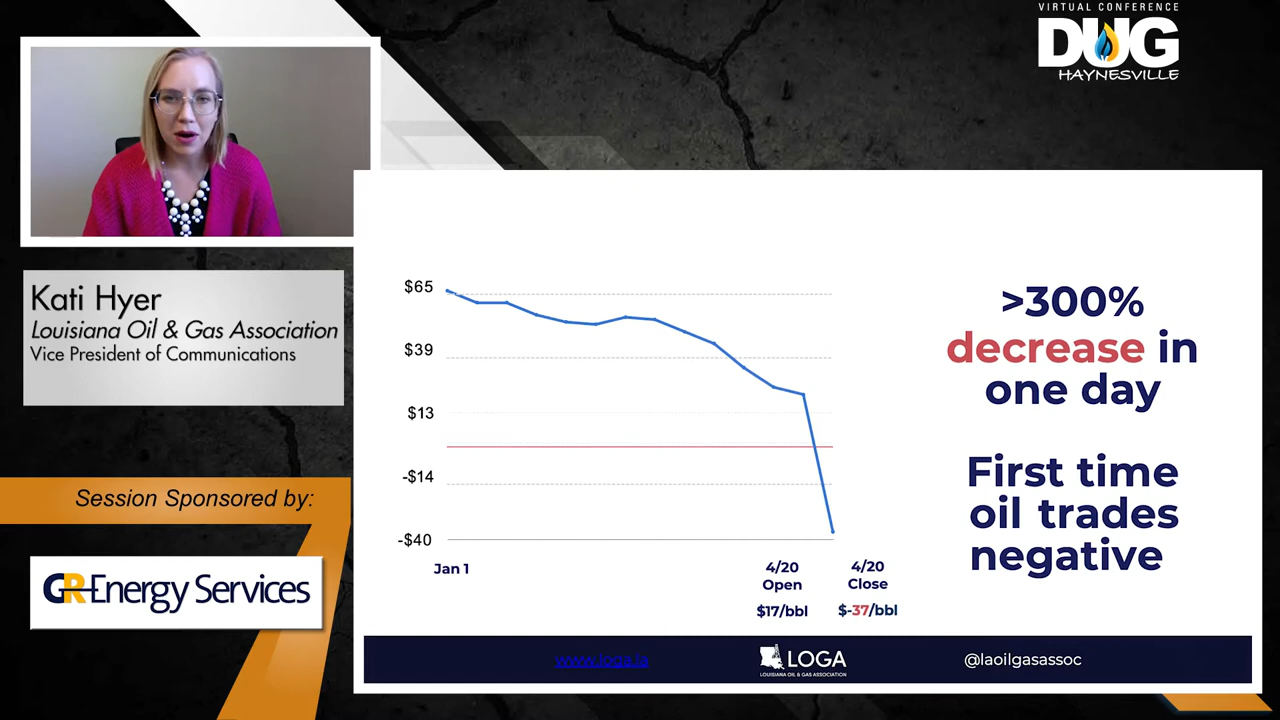 VIRTUAL CONFERENCE
DUG
HAYNESVILLE
Kati Hyer
Louisiana Oil & Gas Association
Vice President of Communications
Session Sponsored by:
GR Energy Services
$65
$39
$13
-$14
-$40
Jan 1
4/20
Open
$17/bbl
4/20
Close
$-37/bbl
>300%
decrease in
one day
First time
oil trades
negative
www.loga.la
LOGA
LOUISIANA OIL & GAS ASSOCIATION
@laoilgasassoc